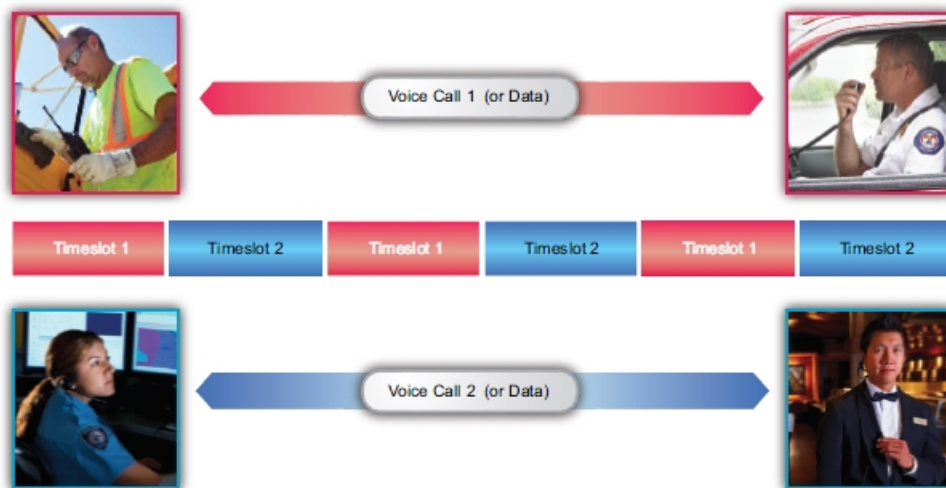 Voice Call 1 (or Data)
Timeslot 1 Timeslot 2 Timeslot 1 Timeslot 2 Timeslot 1 Timeslot 2
Voice Call 2 (or Data)